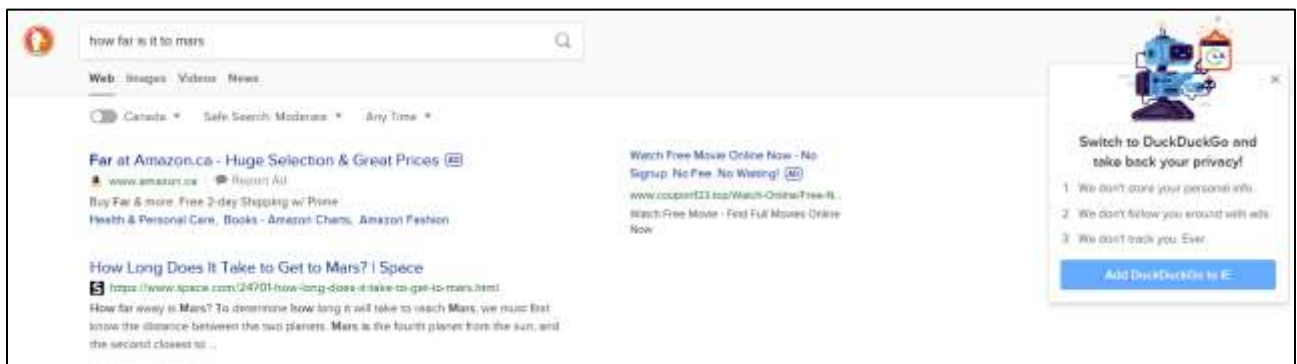 how far is it to mars
Web Images Videos News
Canada Safe Search: Moderate Any Time
Far at Amazon.ca - Huge Selection & Great Prices AD
www.amazon.ca Report Ad
Buy Far & more. Free 2-day Shipping w/ Prime
Health & Personal Care, Books - Amazon Charts, Amazon Fashion
How Long Does It Take to Get to Mars? | Space
S https://www.space.com/24701-how-long-does-it-take-to-get-to-mars.html
How far away is Mars? To determine how long it will take to reach Mars, we must first
know the distance between the two planets. Mars is the fourth planet from the sun, and
the second closest to ...
Watch Free Movie Online Now - No
Signup. No Fee. No Waiting! AD
www.coupon123.top/Watch-Online/Free-N...
Watch Free Movie - Find Full Movies Online
Now
Switch to DuckDuckGo and
take back your privacy!
1 We don't store your personal info.
2 We don't follow you around with ads.
3 We don't track you. Ever.
Add DuckDuckGo to IE